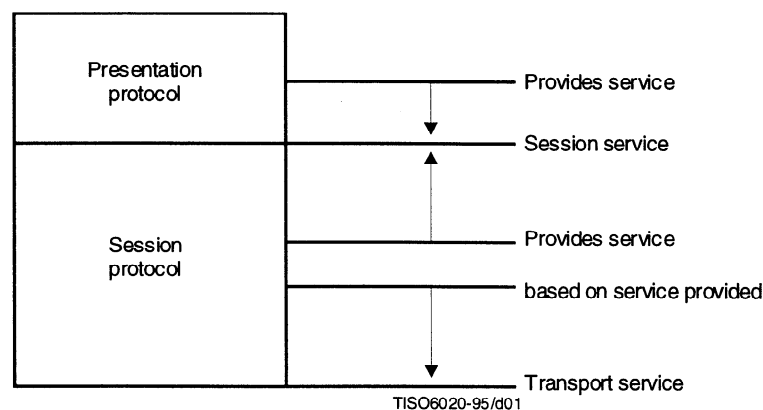 Presentation
protocol
Provides service
Session service
Session
protocol
Provides service
based on service provided
Transport service
TISO6020-95/d01